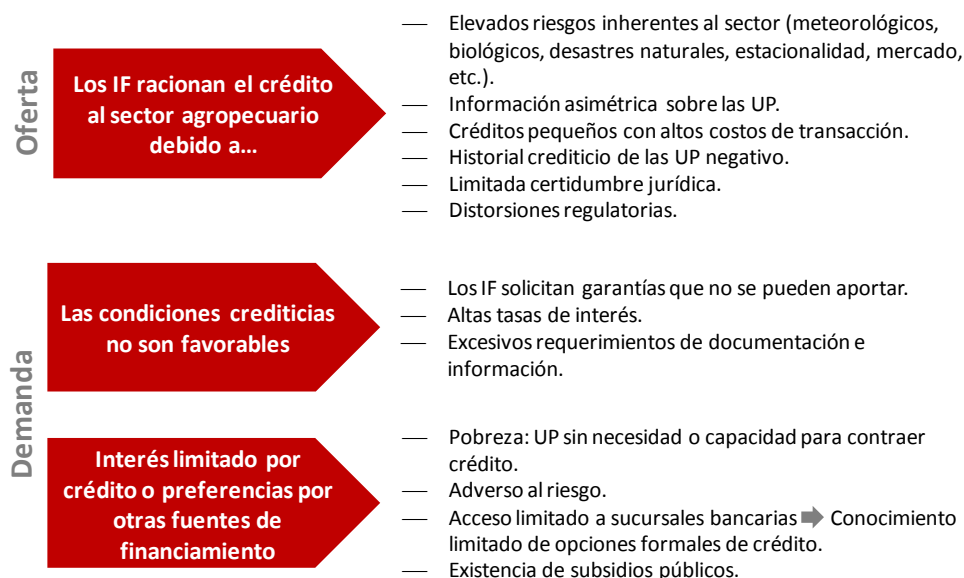 Oferta
Los IF racionan el crédito
al sector agropecuario
debido a...
— Elevados riesgos inherentes al sector (meteorológicos,
biológicos, desastres naturales, estacionalidad, mercado,
etc.).
— Información asimétrica sobre las UP.
— Créditos pequeños con altos costos de transacción.
— Historial crediticio de las UP negativo.
— Limitada certidumbre jurídica.
— Distorsiones regulatorias.
Demanda
Las condiciones crediticias
no son favorables
— Los IF solicitan garantías que no se pueden aportar.
— Altas tasas de interés.
— Excesivos requerimientos de documentación e
información.
Interés limitado por
crédito o preferencias por
otras fuentes de
financiamiento
— Pobreza: UP sin necesidad o capacidad para contraer
crédito.
— Adverso al riesgo.
— Acceso limitado a sucursales bancarias ➡ Conocimiento
limitado de opciones formales de crédito.
— Existencia de subsidios públicos.